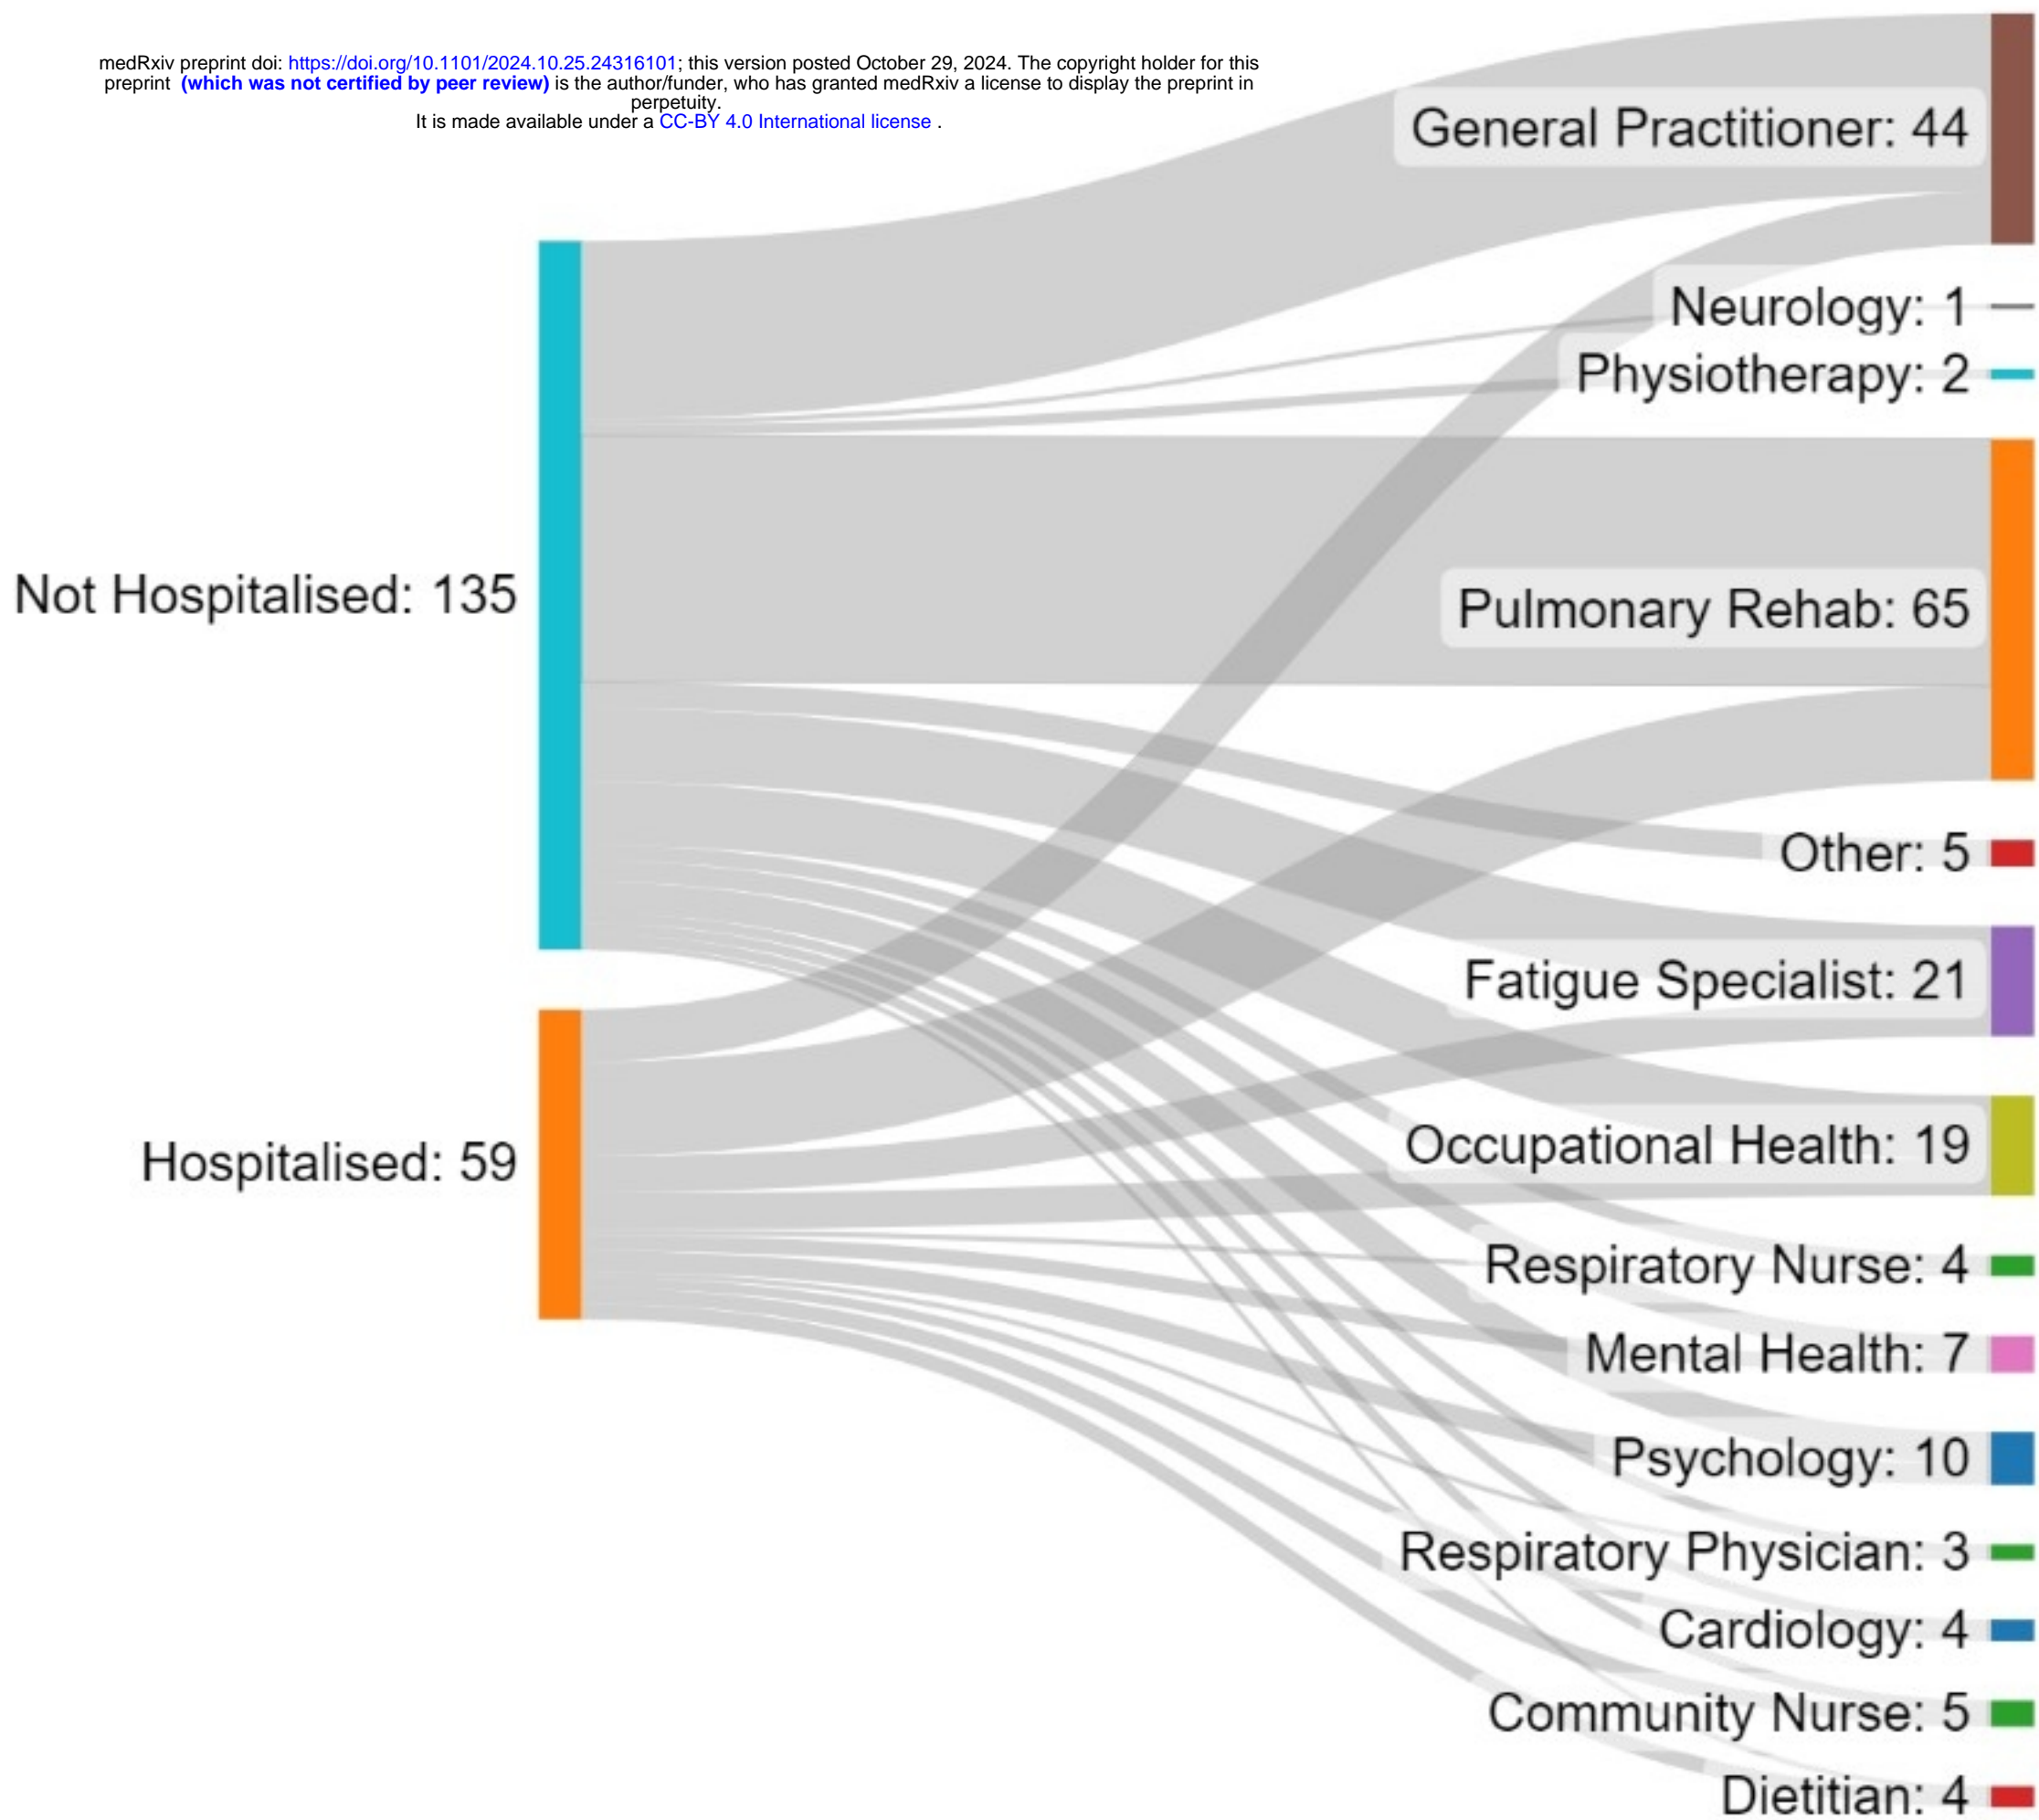 medRxiv preprint doi: https://doi.org/10.1101/2024.10.25.24316101; this version posted October 29, 2024. The copyright holder for this
preprint (which was not certified by peer review) is the author/funder, who has granted medRxiv a license to display the preprint in
perpetuity.
It is made available under a CC-BY 4.0 International license .
General Practitioner: 44
Neurology: 1
Physiotherapy: 2
Not Hospitalised: 135
Pulmonary Rehab: 65
Other: 5
Fatigue Specialist: 21
Occupational Health: 19
Hospitalised: 59
Respiratory Nurse: 4
Mental Health: 7
Psychology: 10
Respiratory Physician: 3
Cardiology: 4
Community Nurse: 5
Dietitian: 4